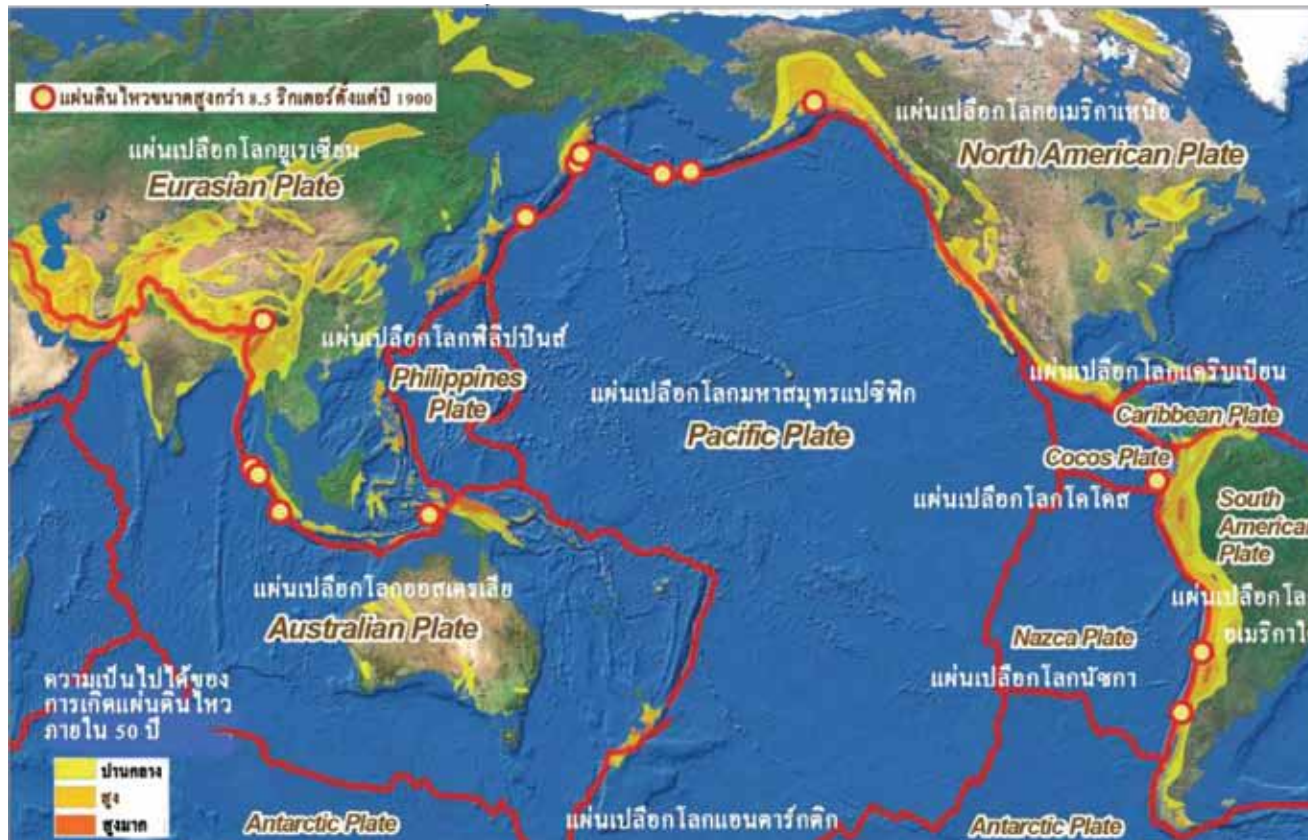 แผ่นดินไหวขนาดสูงกว่า 8.5 ริกเตอร์ตั้งแต่ปี 1900
แผ่นเปลือกโลกยูเรเซียน
Eurasian Plate
แผ่นเปลือกโลกอเมริกาเหนือ
North American Plate
แผ่นเปลือกโลกฟิลิปปินส์
Philippines
Plate
แผ่นเปลือกโลกมหาสมุทรแปซิฟิก
Pacific Plate
แผ่นเปลือกโลกแคริบเบียน
Caribbean Plate
Cocos Plate
แผ่นเปลือกโลกโคโคส
South
American
Plate
แผ่นเปลือกโล
อเมริกาใ
แผ่นเปลือกโลกออสเตรเลีย
Australian Plate
Nazca Plate
แผ่นเปลือกโลกนัซกา
ความเป็นไปได้ของ
การเกิดแผ่นดินไหว
ภายใน 50 ปี
ปานกลาง
สูง
สูงมาก
Antarctic Plate
แผ่นเปลือกโลกแอนตาร์กติก
Antarctic Plate